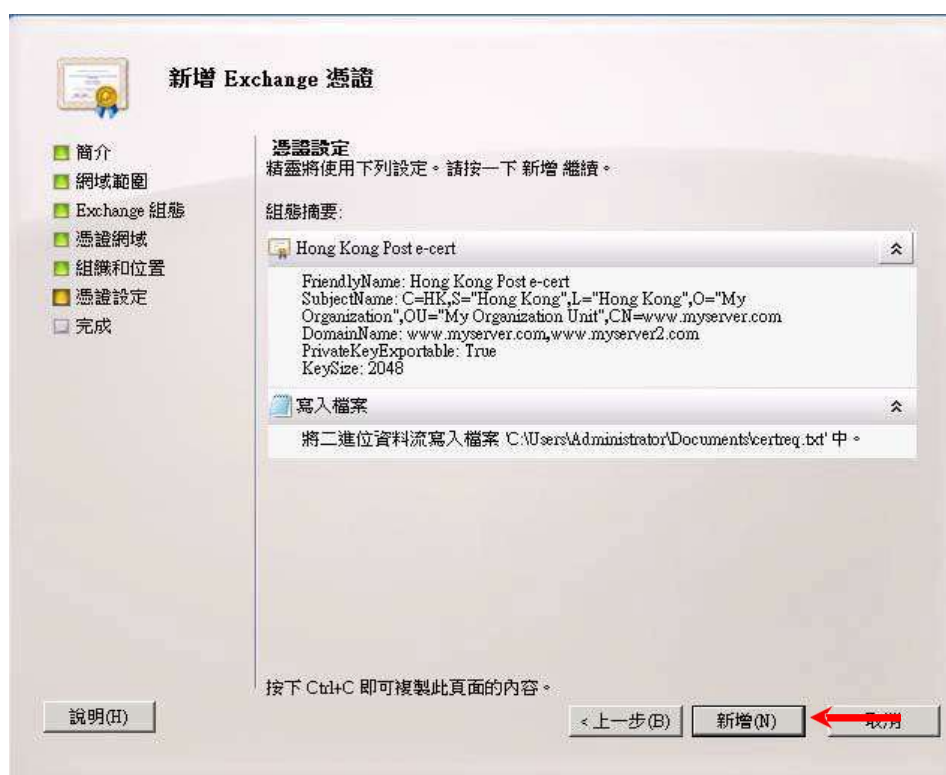 新增 Exchange 憑證
簡介
網域範圍
Exchange 組態
憑證網域
組織和位置
憑證設定
完成
憑證設定
精靈將使用下列設定。請按一下 新增 繼續。
組態摘要:
Hong Kong Post e-cert
FriendlyName: Hong Kong Post e-cert
SubjectName: C=HK,S="Hong Kong",L="Hong Kong",O="My
Organization",OU="My Organization Unit",CN=www.myserver.com
DomainName: www.myserver.com,www.myserver2.com
PrivateKeyExportable: True
KeySize: 2048
寫入檔案
將二進位資料流寫入檔案 'C:\Users\Administrator\Documents\certreq.txt' 中。
按下 Ctrl+C 即可複製此頁面的內容。
說明(H)
<上一步(B)
新增(N)
取消